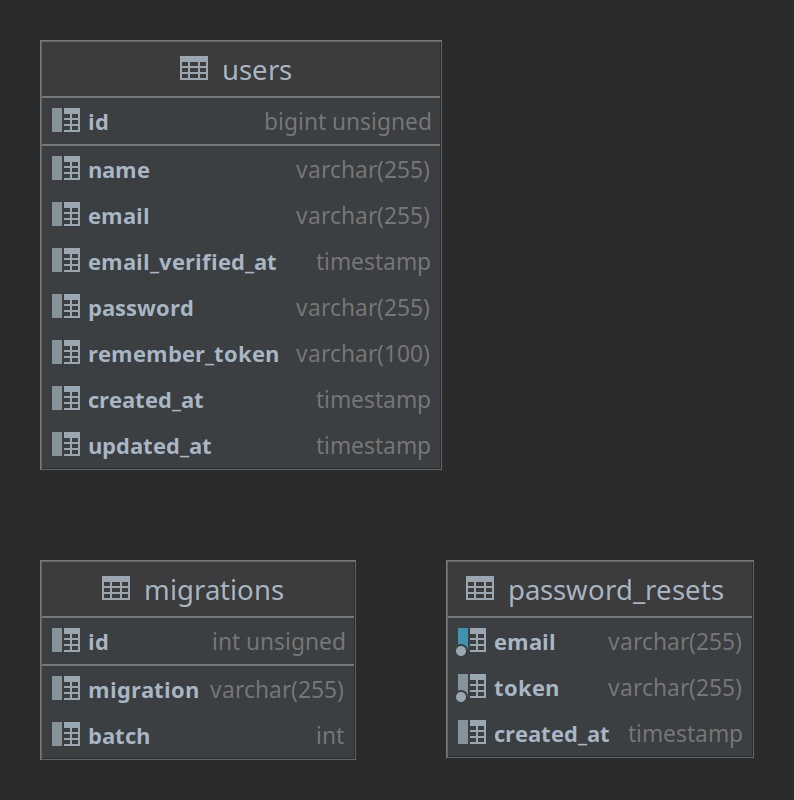 users
id bigint unsigned
name varchar(255)
email varchar(255)
email_verified_at timestamp
password varchar(255)
remember_token varchar(100)
created_at timestamp
updated_at timestamp
migrations
id int unsigned
migration varchar(255)
batch int
password_resets
email varchar(255)
token varchar(255)
created_at timestamp